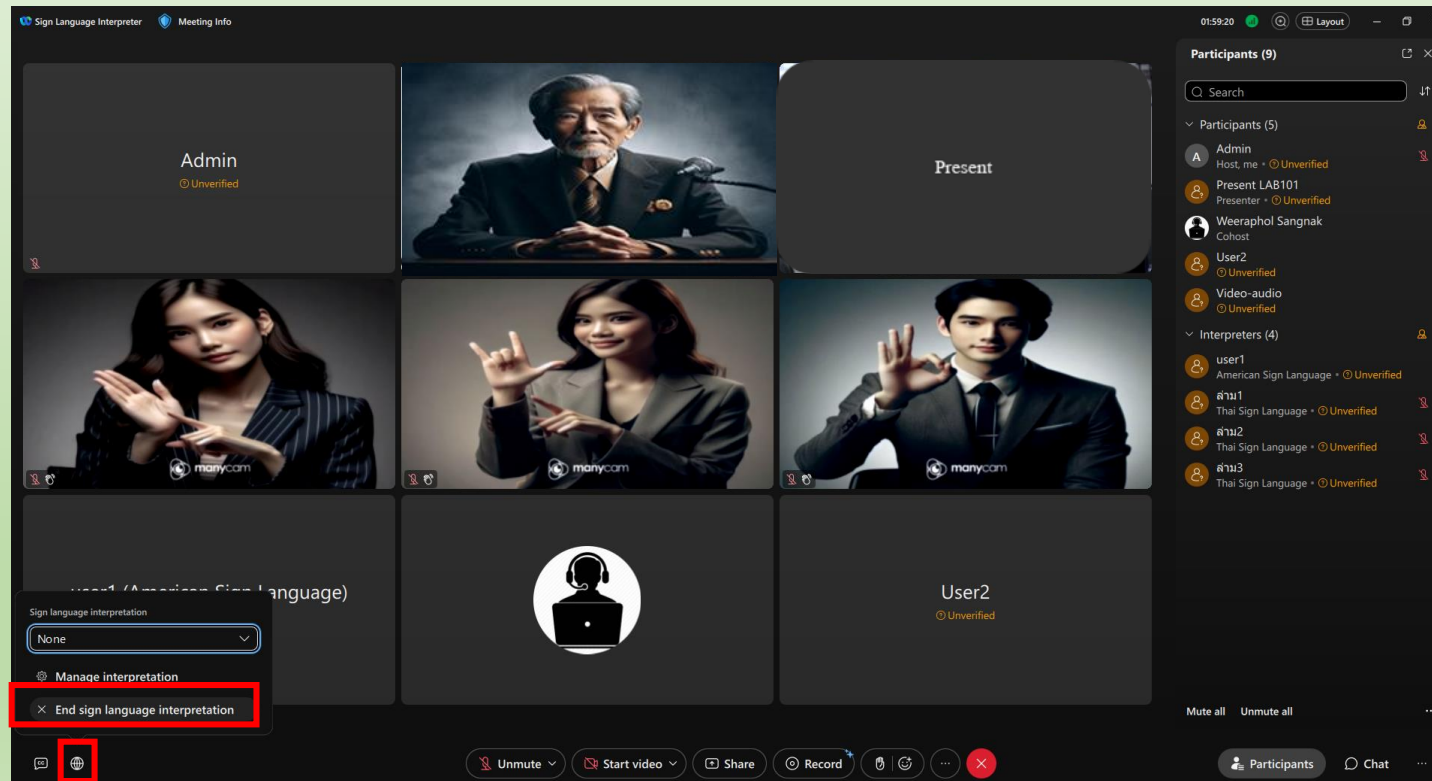 Sign Language Interpreter Meeting Info
01:59:20 Layout
Participants (9)
Search
Participants (5)
Admin
Host, me • Unverified
Present LAB101
Presenter • Unverified
Weeraphol Sangnak
Cohost
User2
Unverified
Video-audio
Unverified
Interpreters (4)
user1
American Sign Language • Unverified
ล่าม1
Thai Sign Language • Unverified
ล่าม2
Thai Sign Language • Unverified
ล่าม3
Thai Sign Language • Unverified
Mute all Unmute all
Admin
Unverified
Present
manycam
manycam
manycam
user1 (American Sign Language)
User2
Unverified
Sign language interpretation
None
Manage interpretation
End sign language interpretation
CC
Unmute
Start video
Share
Record
Participants
Chat